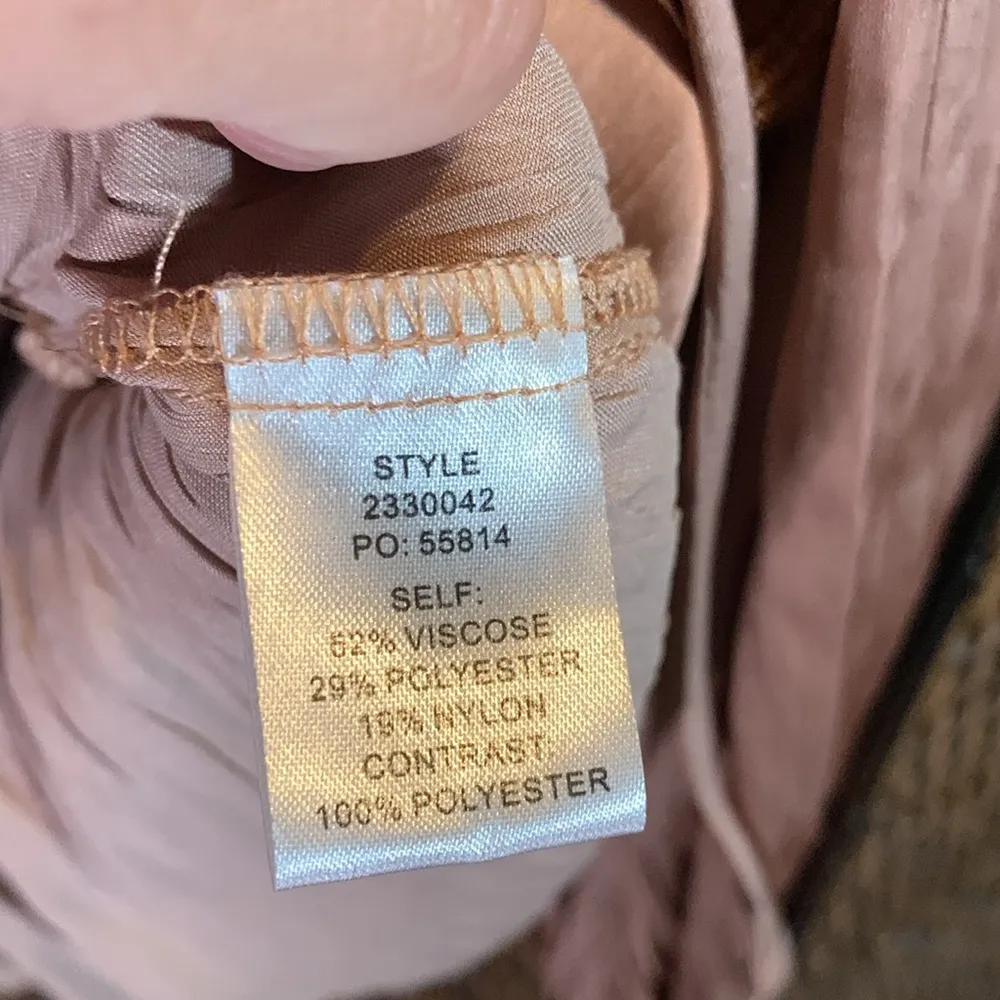 STYLE
2330042
PO: 55814
SELF:
52% VISCOSE
29% POLYESTER
19% NYLON
CONTRAST:
100% POLYESTER